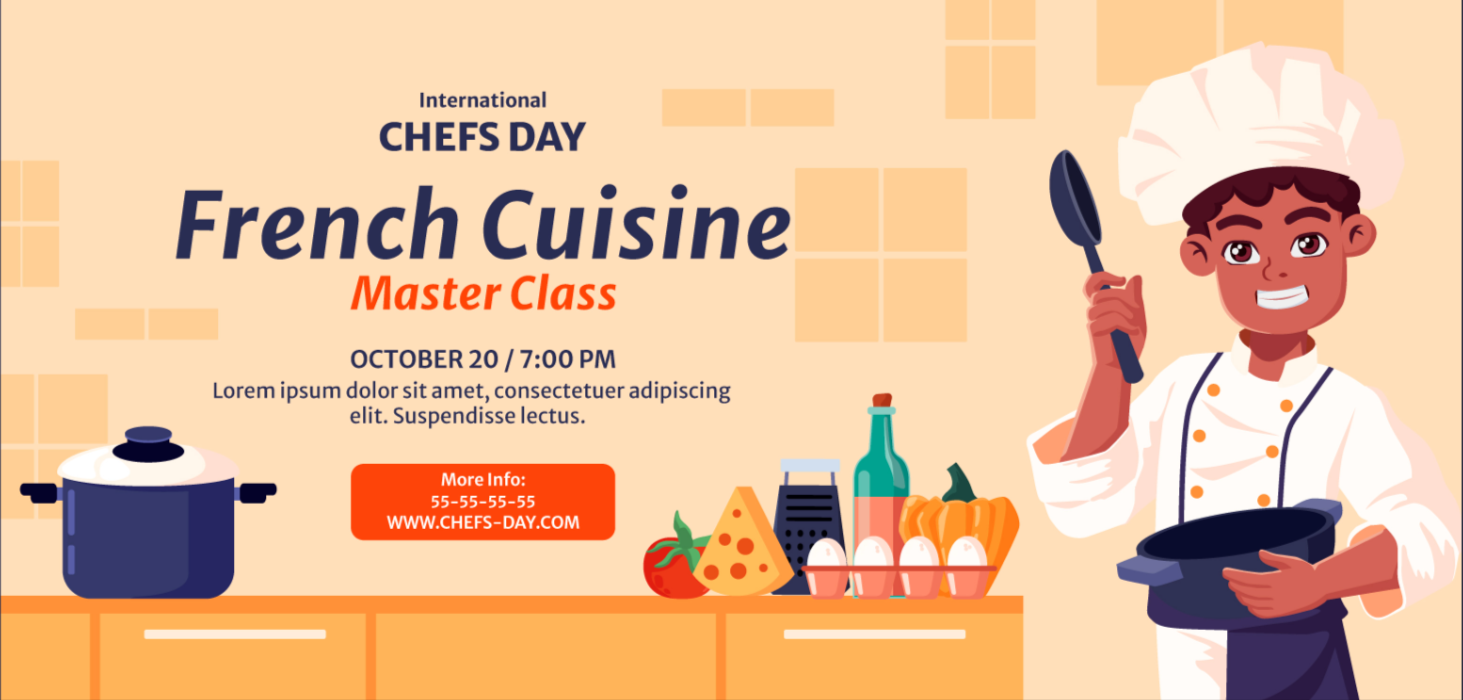 International
CHEFS DAY
French Cuisine
Master Class
OCTOBER 20 / 7:00 PM
Lorem ipsum dolor sit amet, consectetuer adipiscing
elit. Suspendisse lectus.
More Info:
55-55-55-55
WWW.CHEFS-DAY.COM